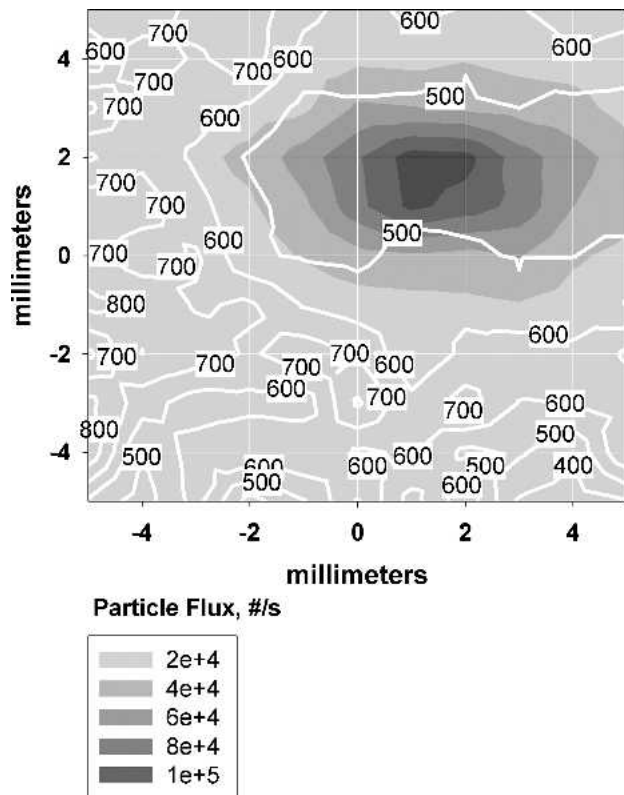 4
2
0
-2
-4
millimeters
600 700 600 600
700 700 600
700 600 500
700
700 600 500
700 700
800
700 700 700 600 600
600 700 700 600
800 500 600 600 600 500 500 400
500 600
-4 -2 0 2 4
millimeters
Particle Flux, #/s
2e+4
4e+4
6e+4
8e+4
1e+5